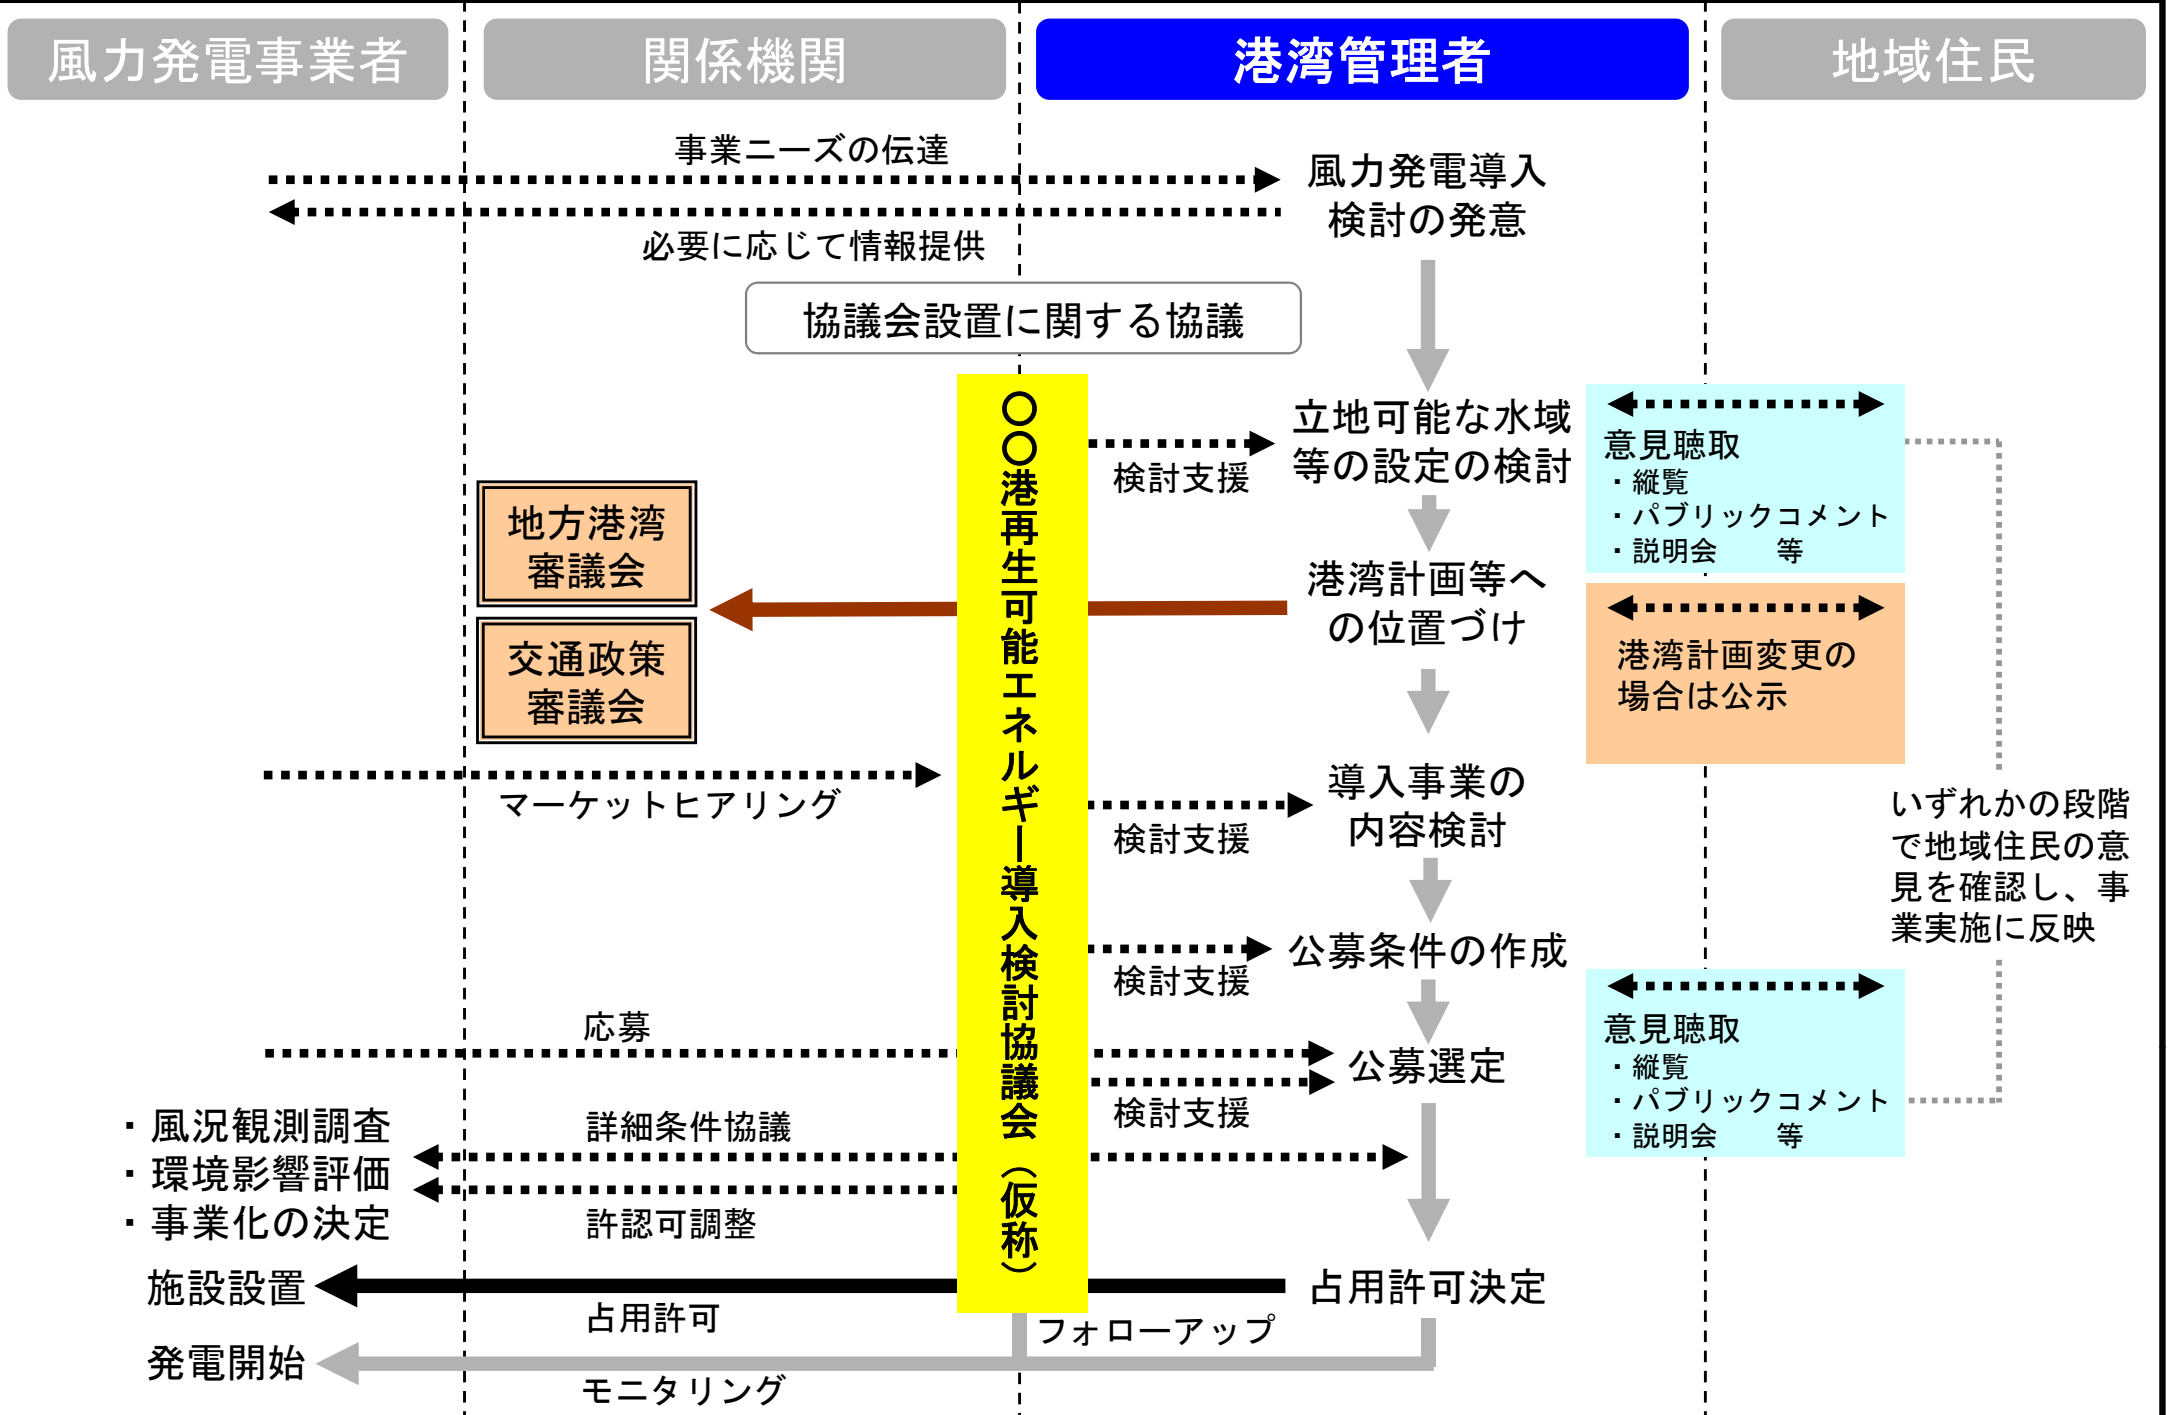 風力発電事業者
関係機関
港湾管理者
地域住民
事業ニーズの伝達
必要に応じて情報提供
風力発電導入
検討の発意
協議会設置に関する協議
〇〇港再生可能エネルギー導入検討協議会（仮称）
検討支援
立地可能な水域
等の設定の検討
意見聴取
・縦覧
・パブリックコメント
・説明会　　等
地方港湾
審議会
交通政策
審議会
港湾計画等へ
の位置づけ
港湾計画変更の
場合は公示
マーケットヒアリング
検討支援
導入事業の
内容検討
いずれかの段階
で地域住民の意
見を確認し、事
業実施に反映
検討支援
公募条件の作成
応募
公募選定
検討支援
意見聴取
・縦覧
・パブリックコメント
・説明会　　等
・風況観測調査
・環境影響評価
・事業化の決定
詳細条件協議
許認可調整
施設設置
占用許可
占用許可決定
フォローアップ
発電開始
モニタリング